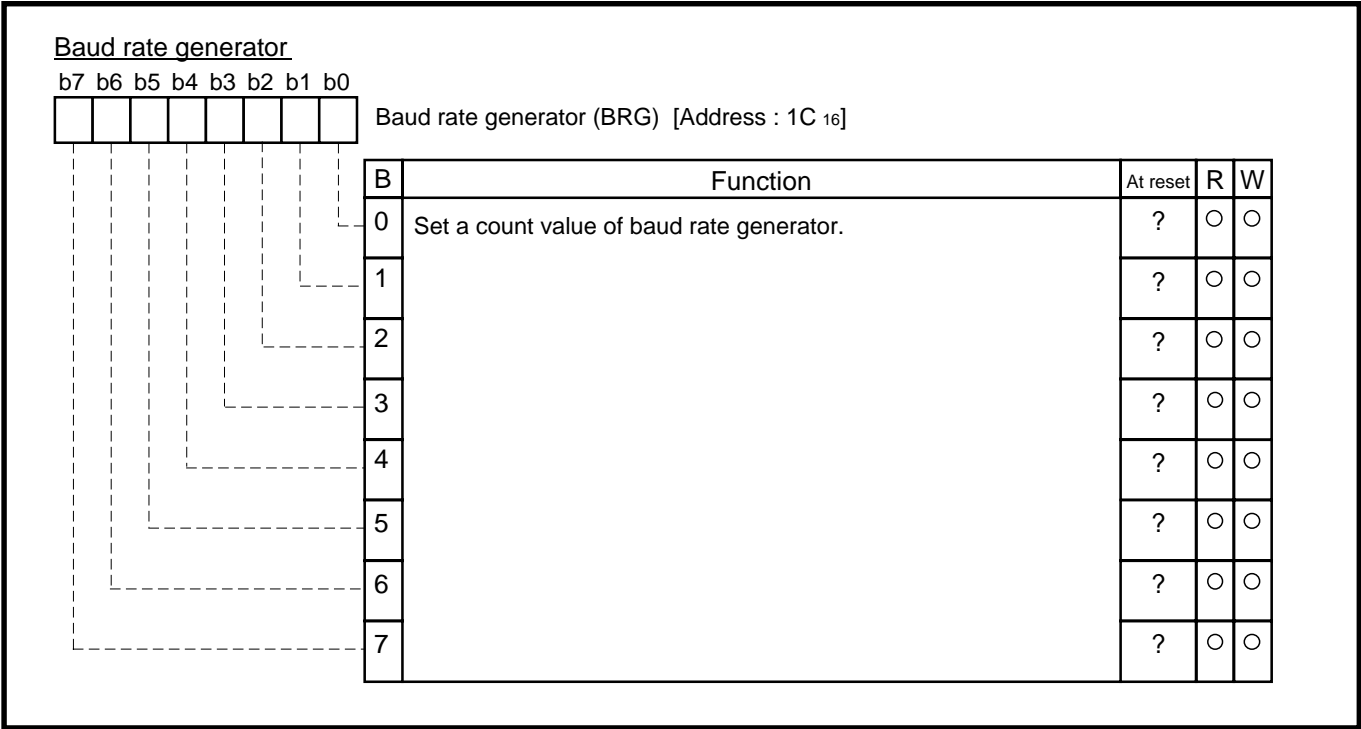 Baud rate generator
b7 b6 b5 b4 b3 b2 b1 b0
Baud rate generator (BRG) [Address : 1C 16]
B Function At reset R W
0 Set a count value of baud rate generator. ? ○ ○
1 ? ○ ○
2 ? ○ ○
3 ? ○ ○
4 ? ○ ○
5 ? ○ ○
6 ? ○ ○
7 ? ○ ○